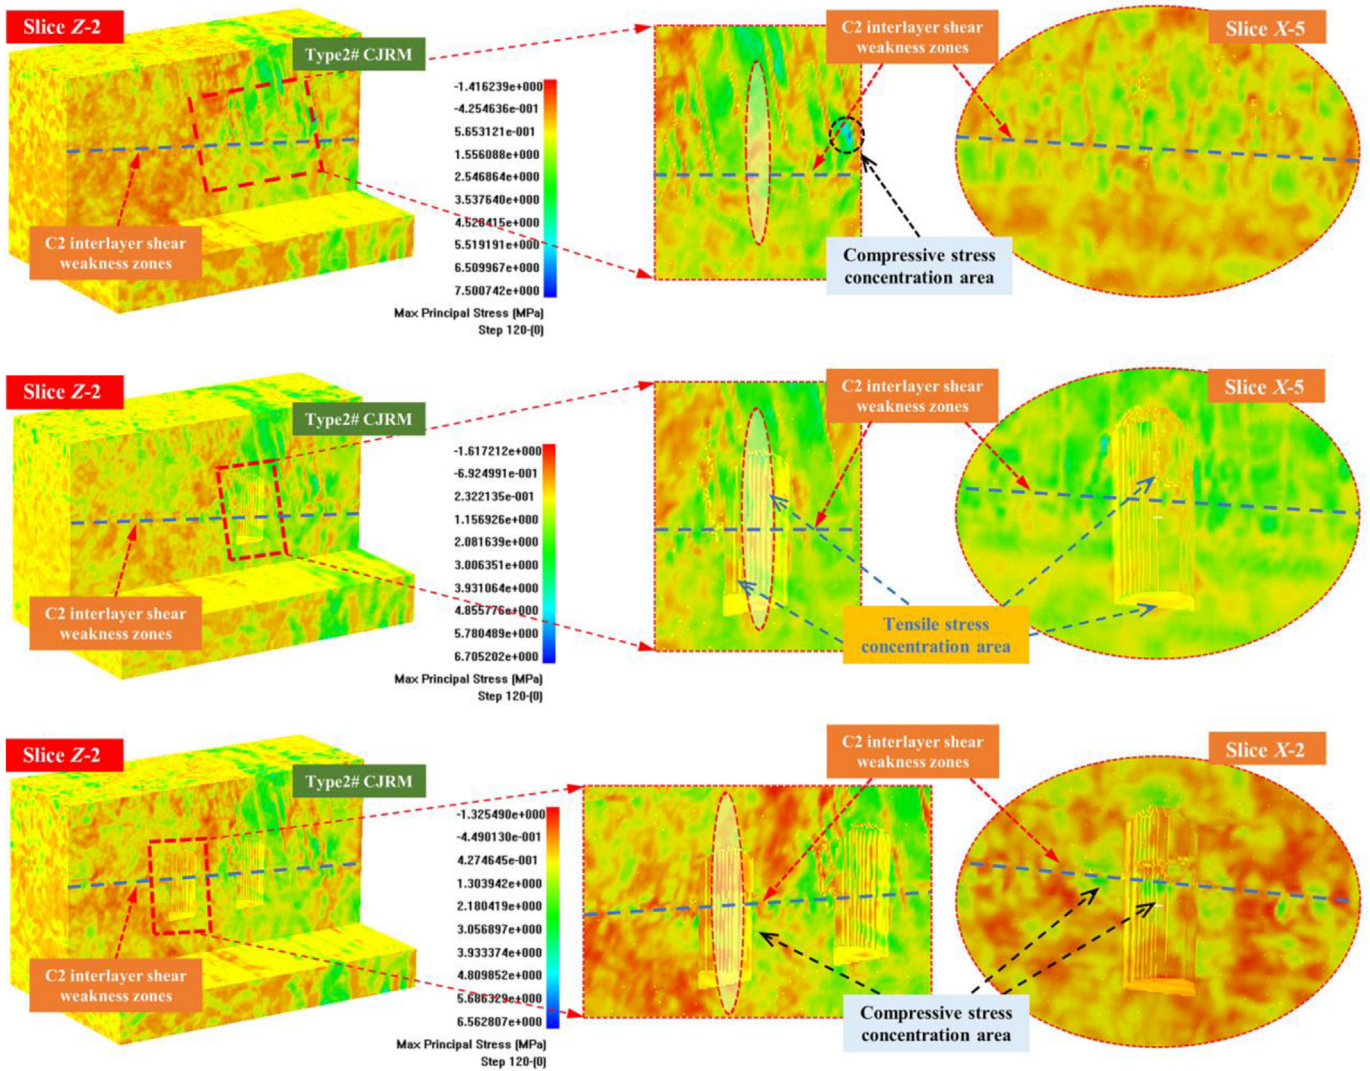 Slice Z-2
Type2# CJRM
C2 interlayer shear
weakness zones
-1.416239e+000
-4.254636e-001
5.653121e-001
1.556088e+000
2.546864e+000
3.537640e+000
4.528415e+000
5.519191e+000
6.509967e+000
7.500742e+000
Max Principal Stress (MPa)
Step 120-(0)
C2 interlayer shear
weakness zones
Compressive stress
concentration area
Slice X-5
Slice Z-2
Type2# CJRM
C2 interlayer shear
weakness zones
-1.617212e+000
-6.924991e-001
2.322135e-001
1.156926e+000
2.081639e+000
3.006351e+000
3.931064e+000
4.855776e+000
5.780489e+000
6.705202e+000
Max Principal Stress (MPa)
Step 120-(0)
C2 interlayer shear
weakness zones
Tensile stress
concentration area
Slice X-5
Slice Z-2
Type2# CJRM
C2 interlayer shear
weakness zones
-1.325490e+000
-4.490130e-001
4.274645e-001
1.303942e+000
2.180419e+000
3.056897e+000
3.933374e+000
4.809852e+000
5.686329e+000
6.562807e+000
Max Principal Stress (MPa)
Step 120-(0)
C2 interlayer shear
weakness zones
Compressive stress
concentration area
Slice X-2